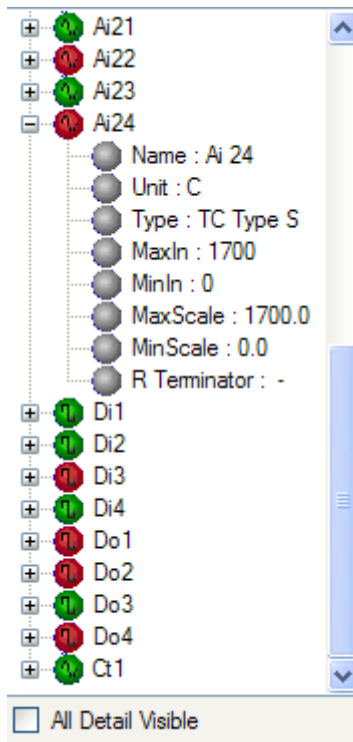 Ai21
Ai22
Ai23
Ai24
Name : Ai 24
Unit : C
Type : TC Type S
MaxIn : 1700
MinIn : 0
MaxScale : 1700.0
MinScale : 0.0
R Terminator : -
Di1
Di2
Di3
Di4
Do1
Do2
Do3
Do4
Ct1
All Detail Visible